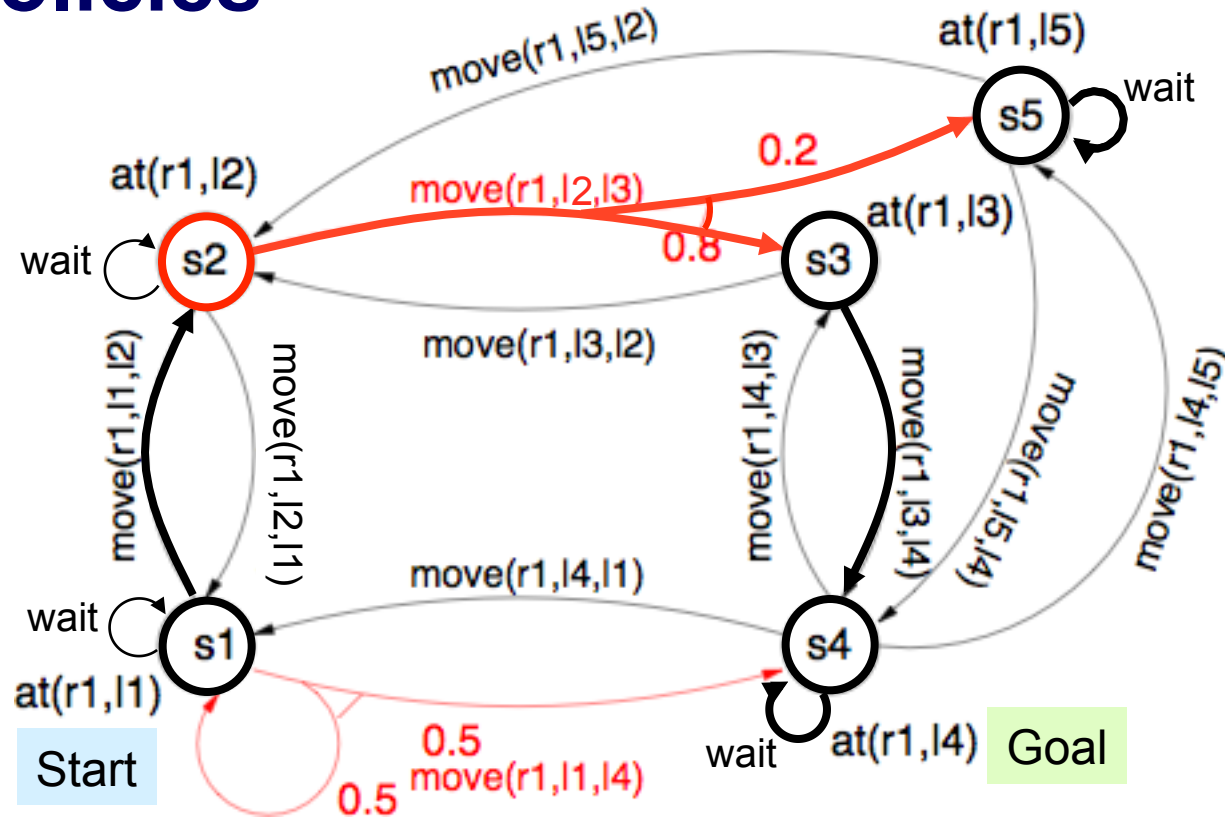 move(r1,l5,l2)
at(r1,l5)
s5
wait
0.2
at(r1,l2)
move(r1,l2,l3)
at(r1,l3)
wait
s2
0.8
s3
move(r1,l3,l2)
move(r1,l1,l2)
move(r1,l2,l1)
move(r1,l4,l3)
move(r1,l3,l4)
move(r1,l5,l4)
move(r1,l4,l5)
move(r1,l4,l1)
wait
s1
s4
at(r1,l1)
0.5
wait
at(r1,l4)
Goal
Start
0.5
move(r1,l1,l4)